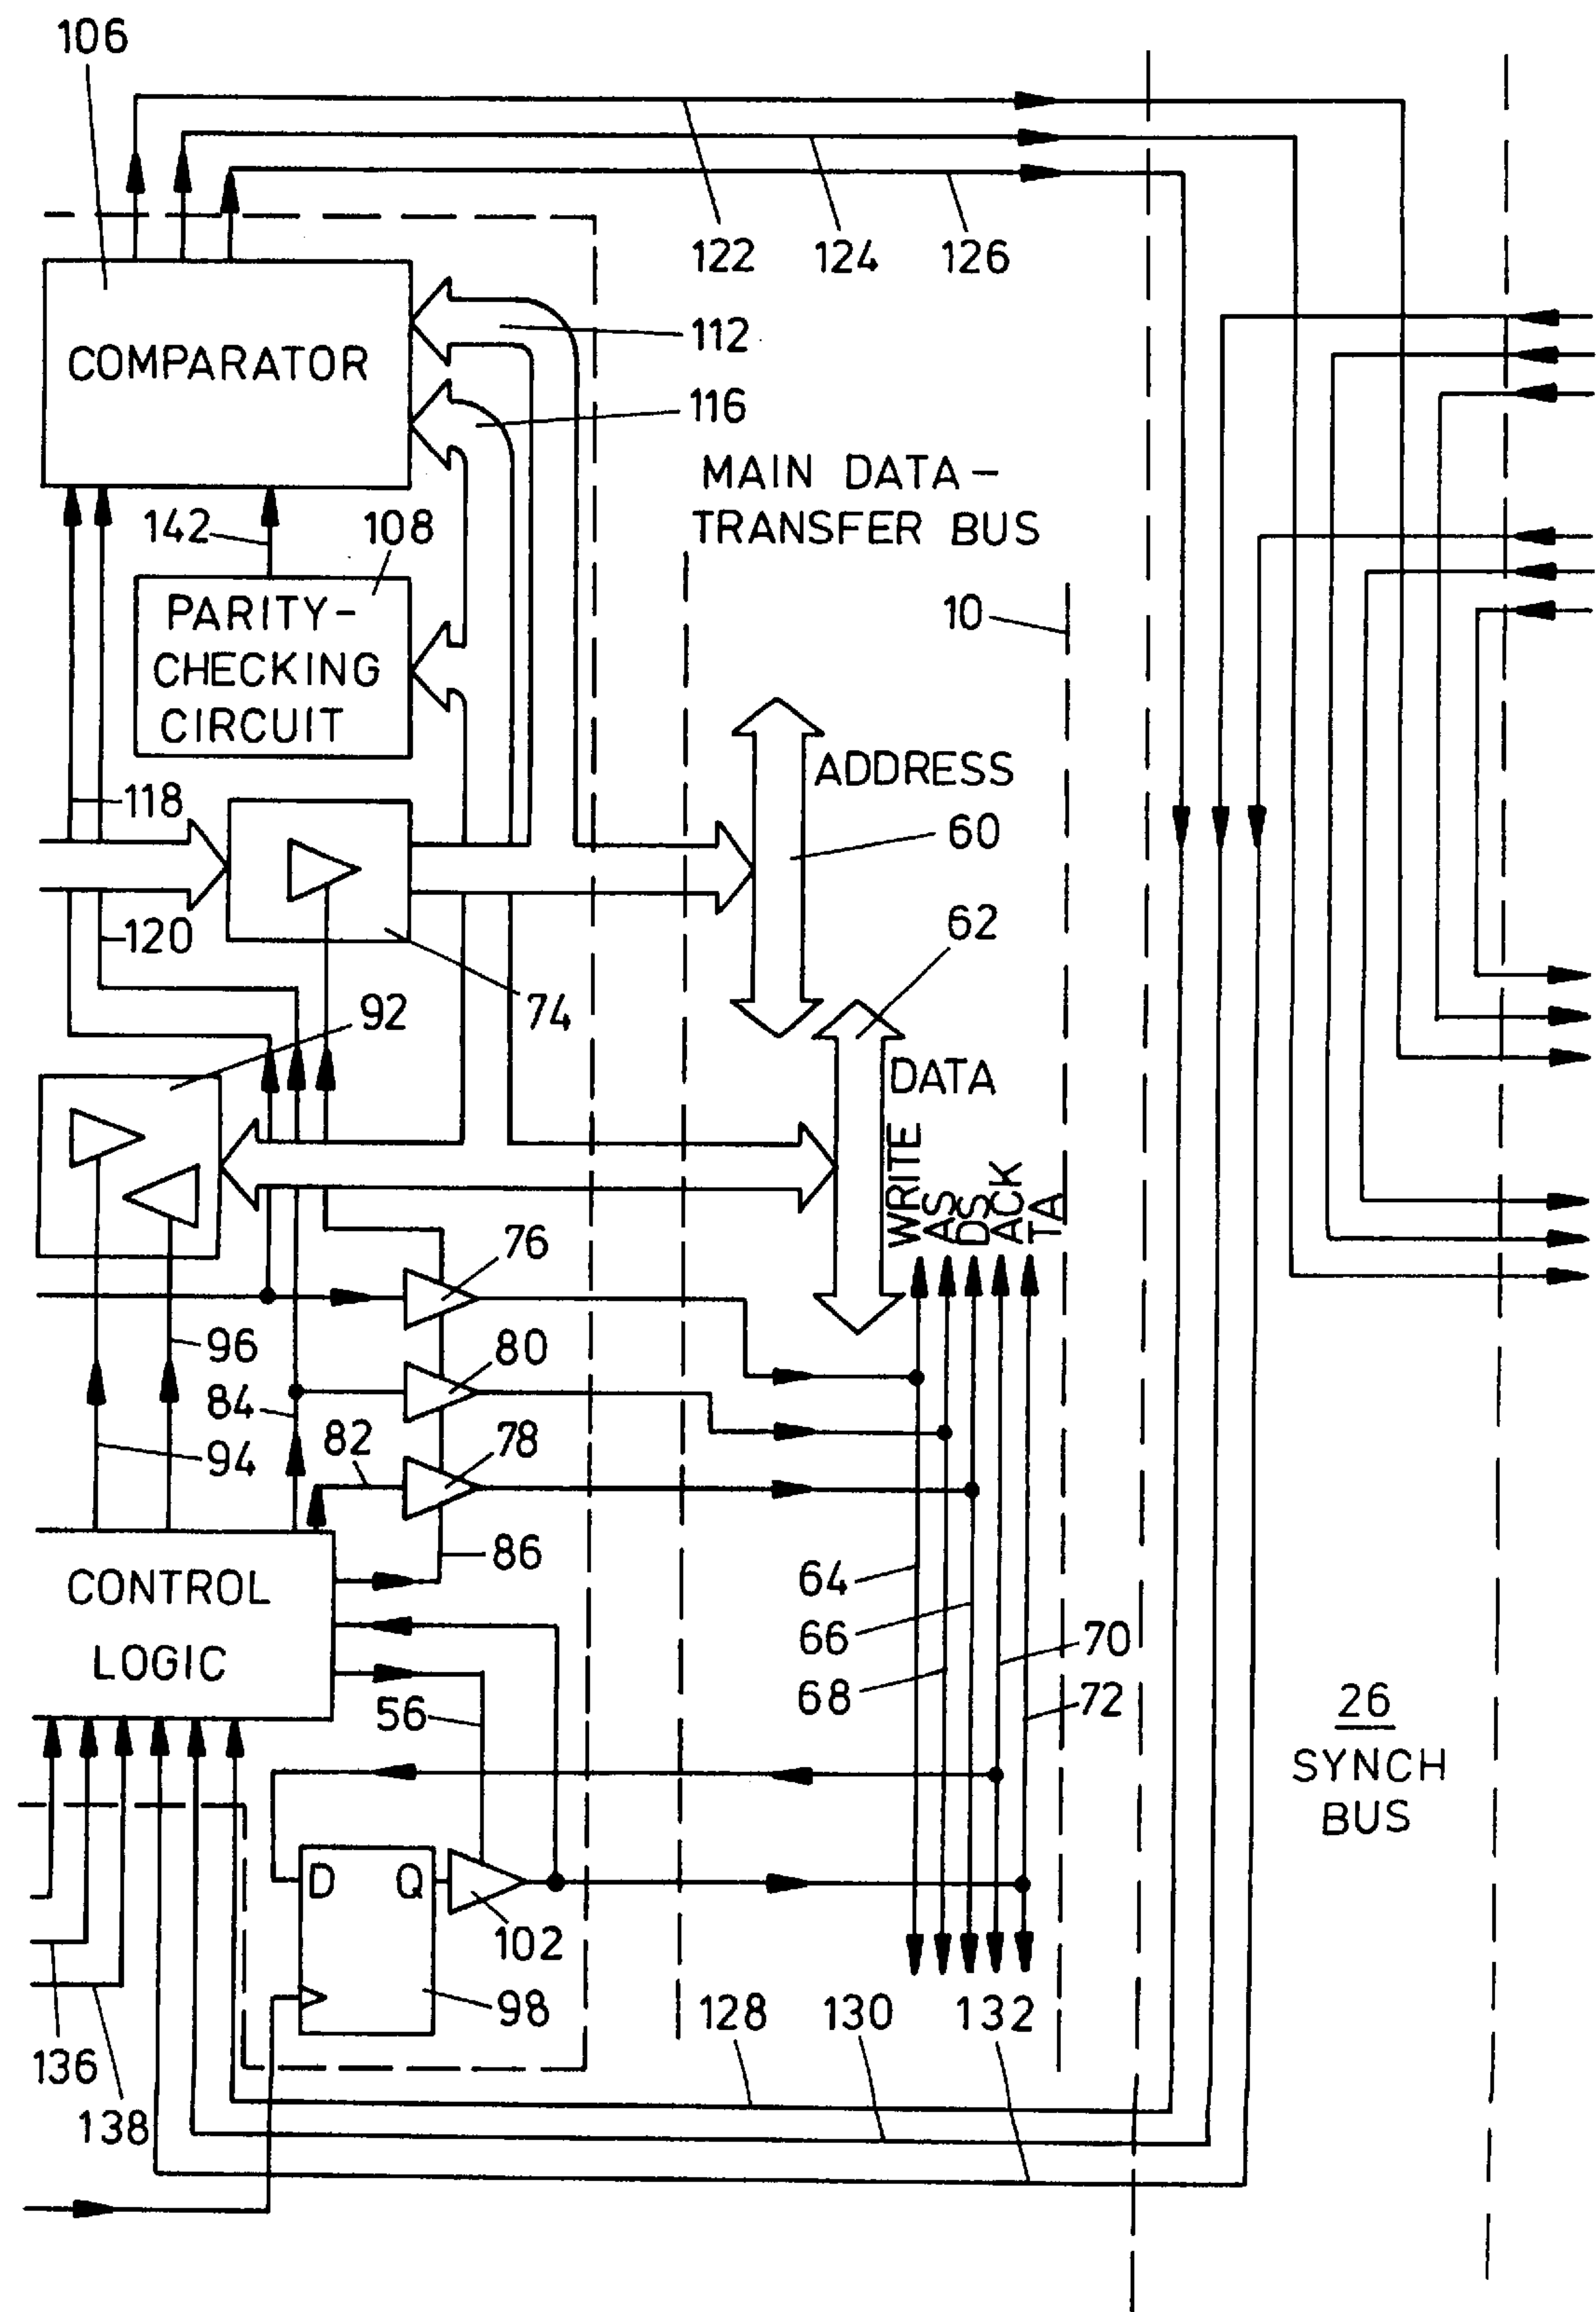 106
122
124
126
COMPARATOR
112
116
MAIN DATA-
TRANSFER BUS
142
108
PARITY-
CHECKING
CIRCUIT
10
ADDRESS
118
60
120
62
74
92
DATA
WRITE
AS
DS
ACK
TA
76
96
80
84
82
78
94
86
64
CONTROL
LOGIC
66
70
68
72
56
26
SYNCH
BUS
D
Q
102
98
128
130
132
136
138